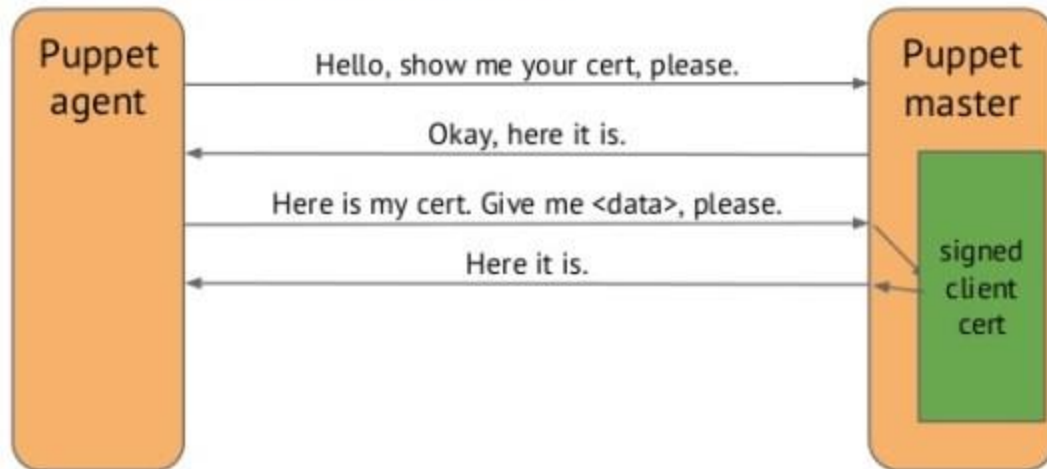 Puppet
agent
Hello, show me your cert, please.
Puppet
master
Okay, here it is.
Here is my cert. Give me <data>, please.
Here it is.
signed
client
cert